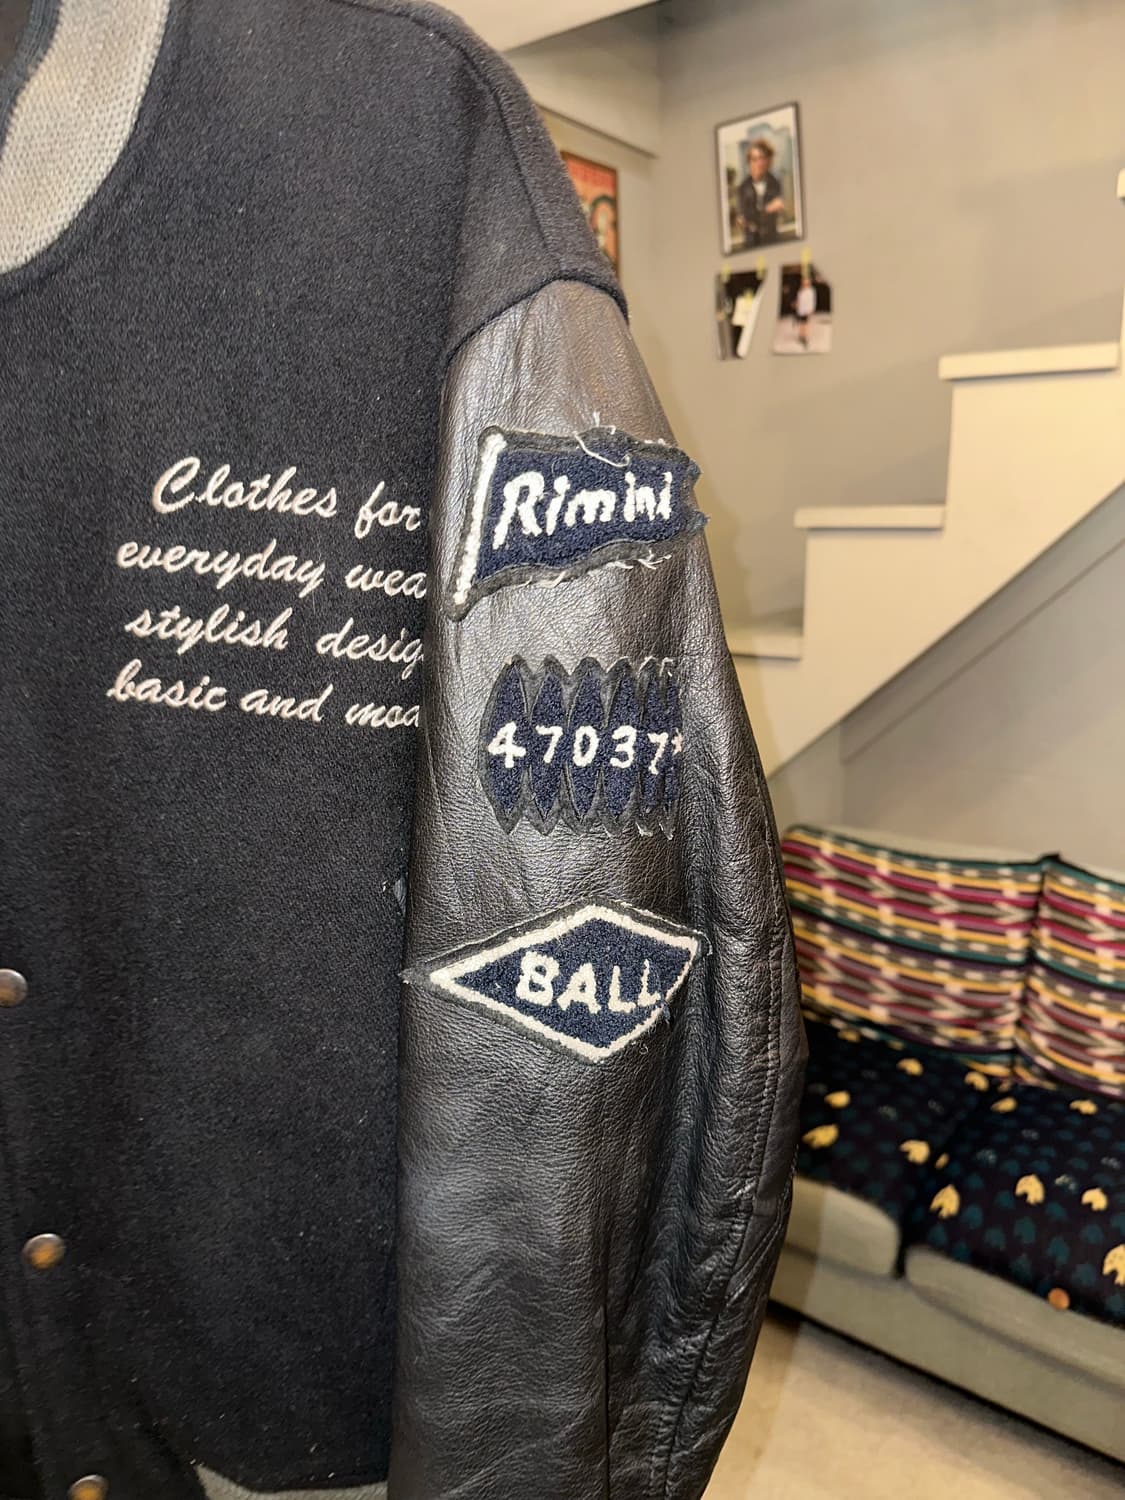 Clothes for
everyday wea
stylish desig
basic and mod
Rimini
47037*
BALL